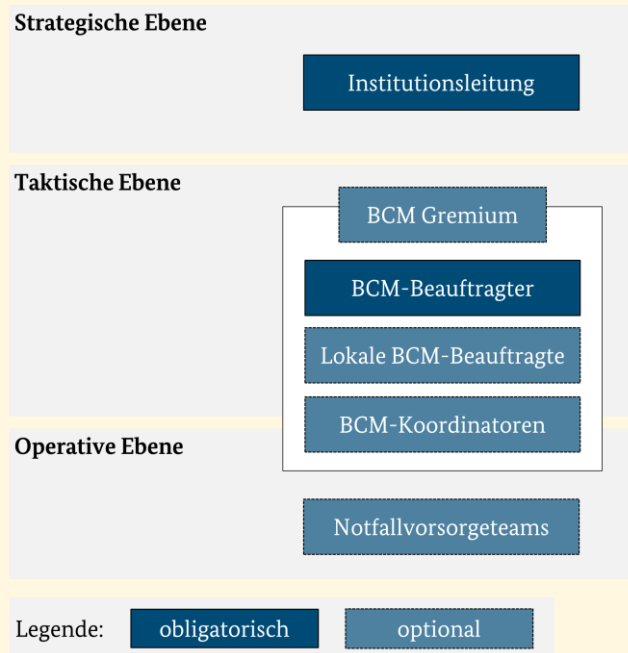 Strategische Ebene
Institutionsleitung
Taktische Ebene
BCM Gremium
BCM-Beauftragter
Lokale BCM-Beauftragte
BCM-Koordinatoren
Operative Ebene
Notfallvorsorgeteams
Legende: obligatorisch optional